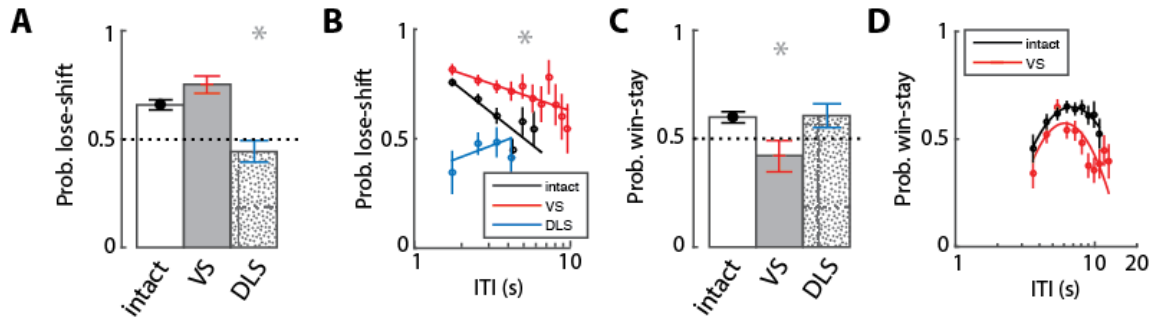 A
Prob. lose-shift
1
0.5
0
*
intact
VS
DLS
B
Prob. lose-shift
1
0.5
0
*
intact
VS
DLS
1
10
ITI (s)
C
Prob. win-stay
1
0.5
0
*
intact
VS
DLS
D
Prob. win-stay
1
0.5
0
intact
VS
1
10
20
ITI (s)